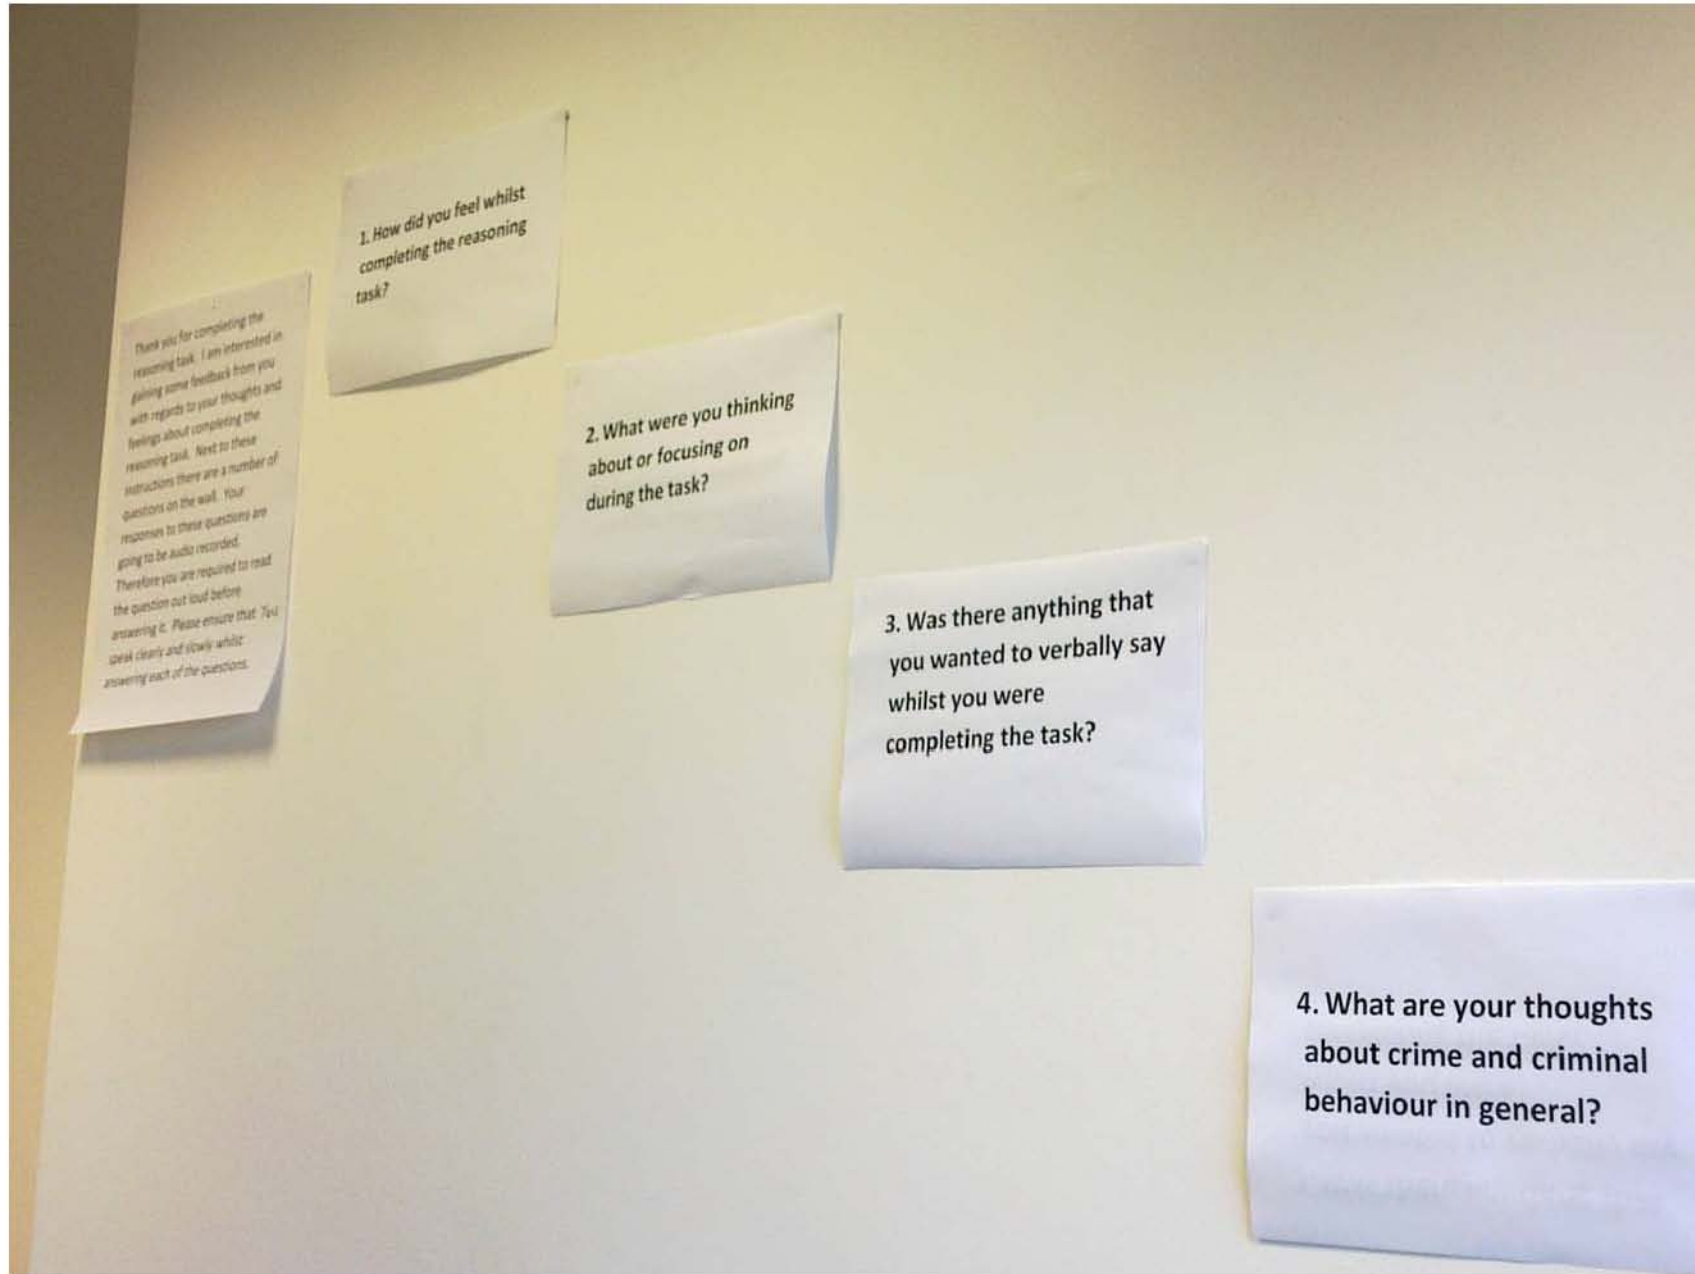 Thank you for completing the
reasoning task. I am interested in
gaining some feedback from you
with regards to your thoughts and
feelings about completing the
reasoning task. Next to these
instructions there are a number of
questions on the wall. Your
responses to these questions are
going to be audio recorded.
Therefore you are required to read
the question out loud before
answering it. Please ensure that You
speak clearly and slowly whilst
answering each of the questions.
1. How did you feel whilst
completing the reasoning
task?
2. What were you thinking
about or focusing on
during the task?
3. Was there anything that
you wanted to verbally say
whilst you were
completing the task?
4. What are your thoughts
about crime and criminal
behaviour in general?